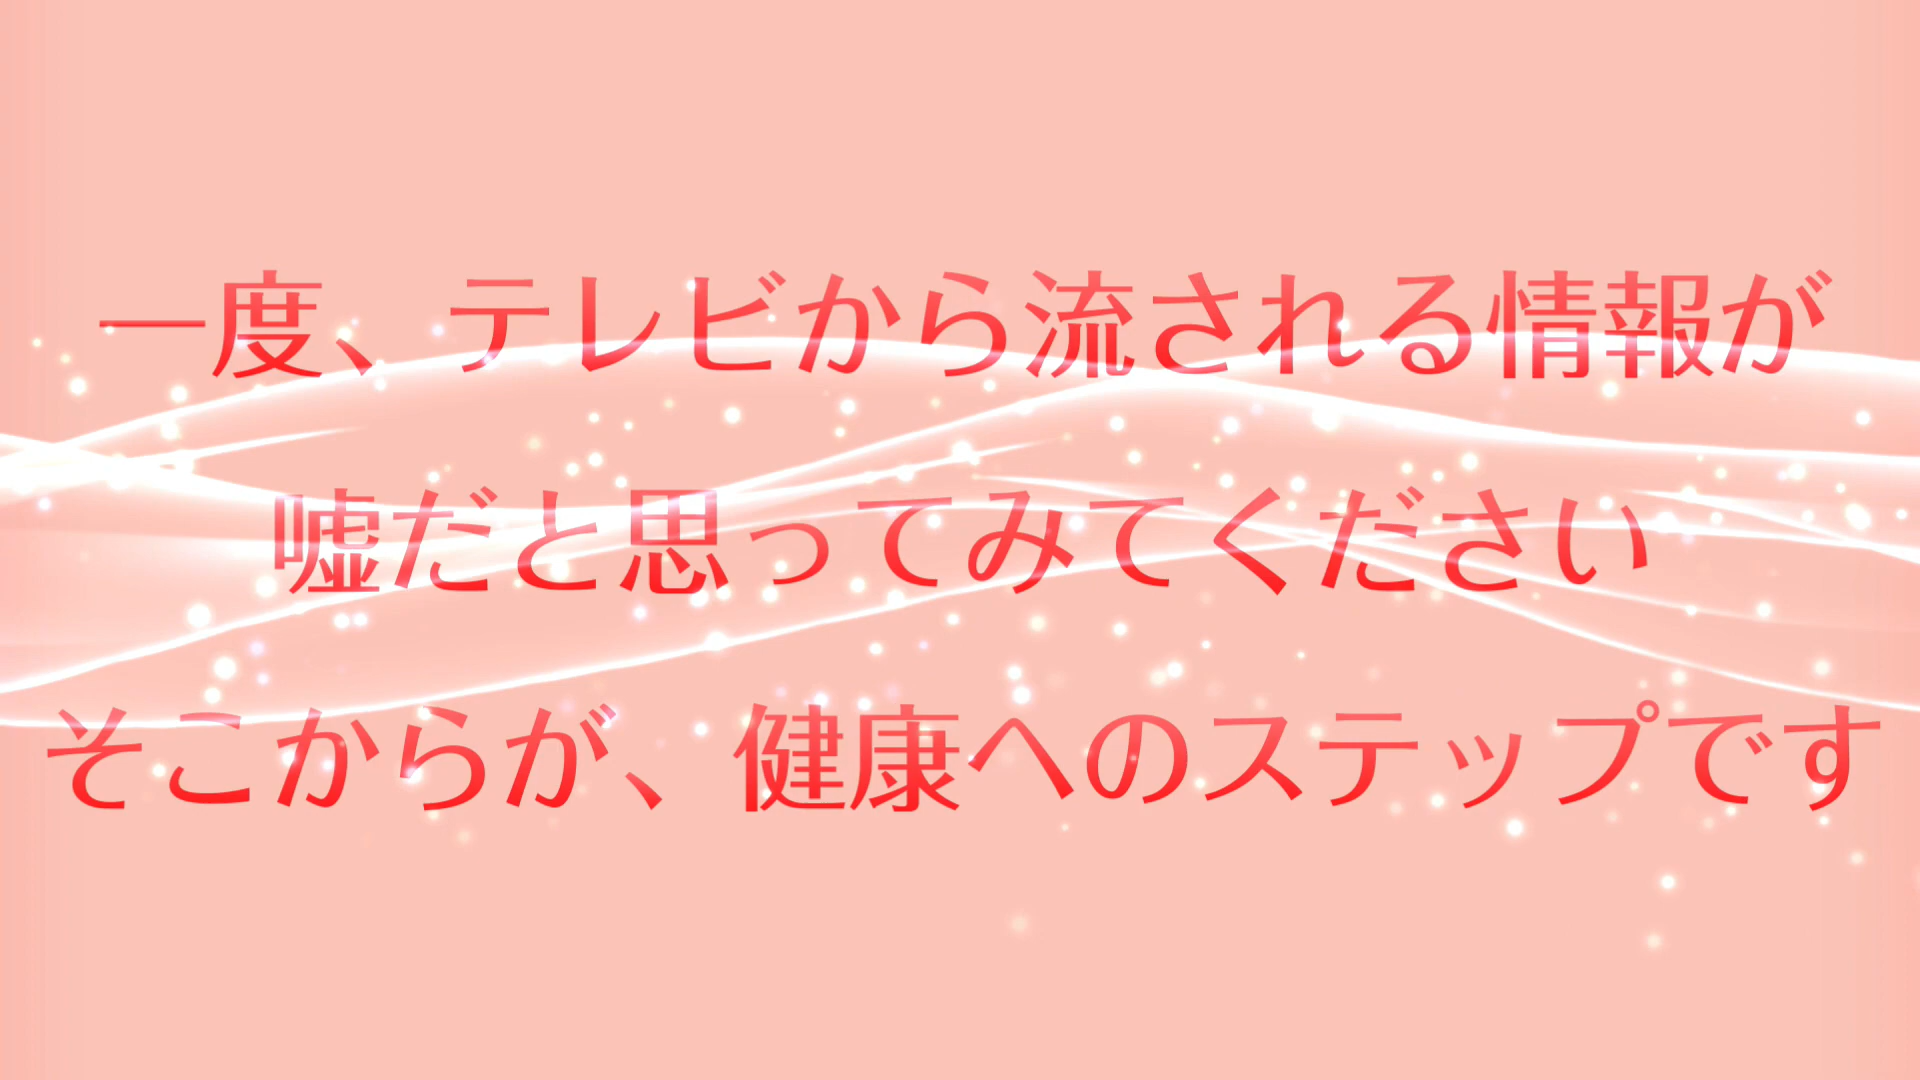 一度、テレビから流される情報が
嘘だと思ってみてください
そこからが、健康へのステップです